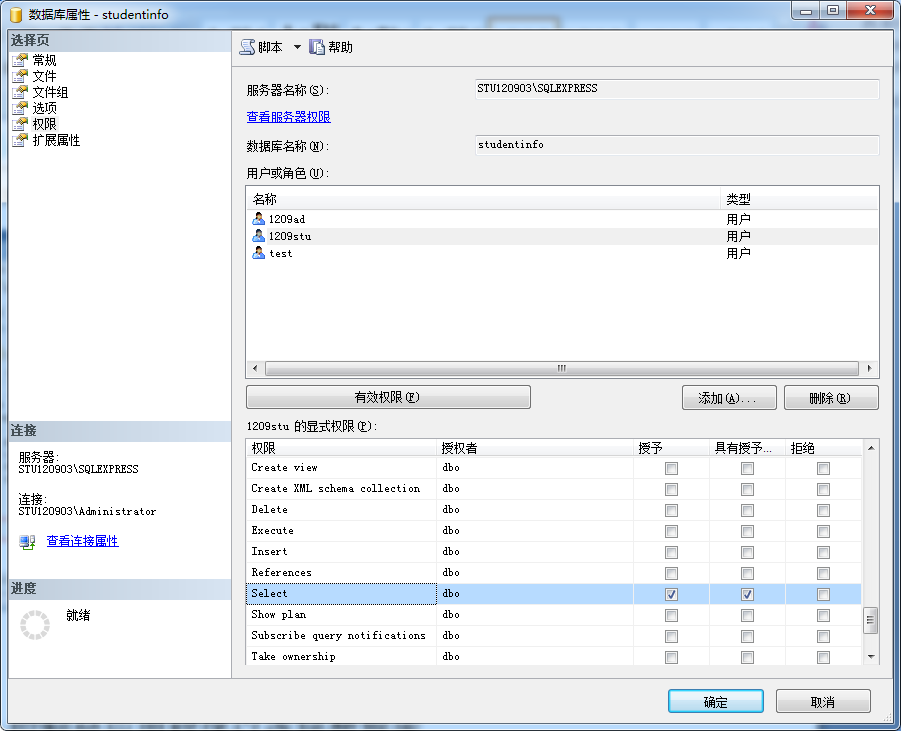 数据库属性 - studentinfo
选择页
常规
文件
文件组
选项
权限
扩展属性
连接
服务器:
STU120903\SQLEXPRESS
连接:
STU120903\Administrator
查看连接属性
进度
就绪
脚本 帮助
服务器名称(S): STU120903\SQLEXPRESS
查看服务器权限
数据库名称(N): studentinfo
用户或角色(U):
名称 类型
1209ad 用户
1209stu 用户
test 用户
有效权限(F) 添加(A)... 删除(R)
1209stu 的显式权限(P):
权限 授权者 授予 具有授予... 拒绝
Create view dbo
Create XML schema collection dbo
Delete dbo
Execute dbo
Insert dbo
References dbo
Select dbo
Show plan dbo
Subscribe query notifications dbo
Take ownership dbo
确定 取消